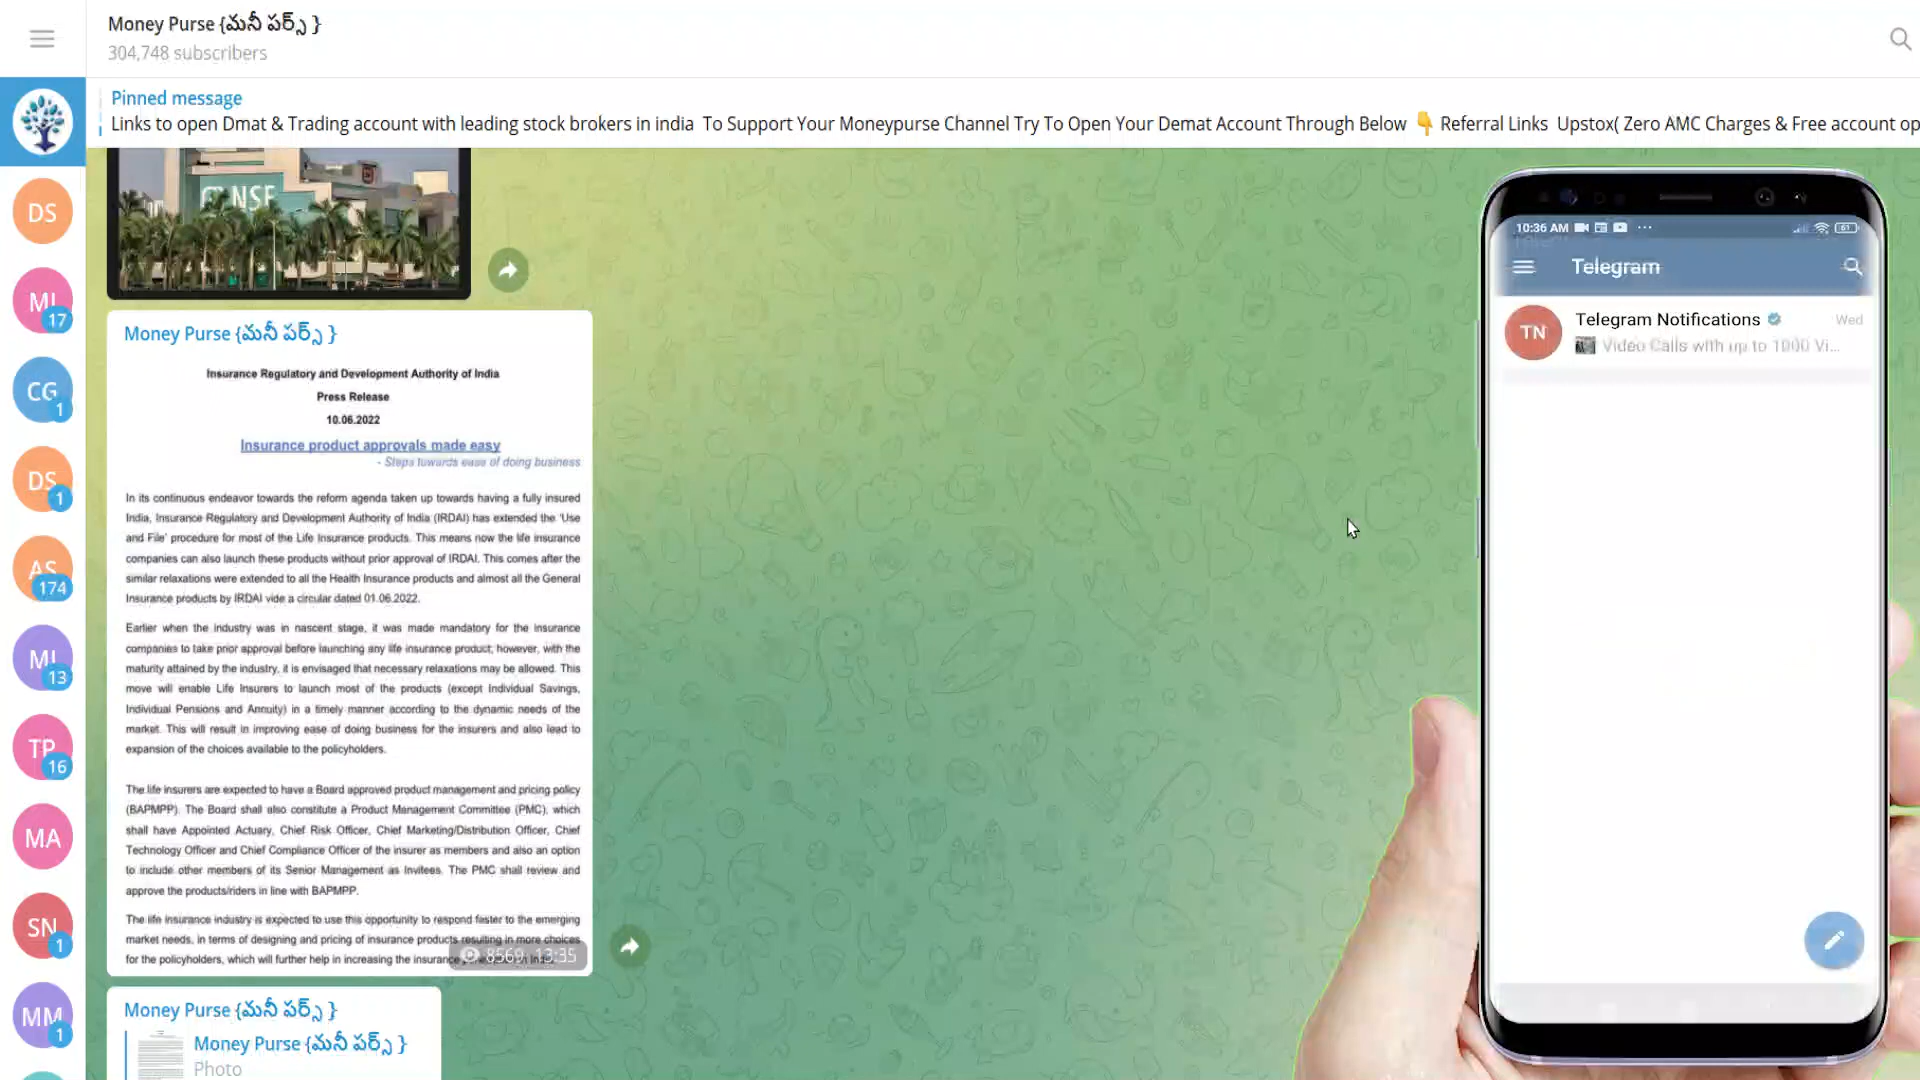 Money Purse {మనీ పర్స్ }
304,748 subscribers
Pinned message
Links to open Dmat & Trading account with leading stock brokers in india To Support Your Moneypurse Channel Try To Open Your Demat Account Through Below 👇 Referral Links Upstox( Zero AMC Charges & Free account op
DS
MI
17
CG
1
DS
1
AS
174
MI
13
TP
16
MA
SN
1
MM
1
NSE
Money Purse {మనీ పర్స్ }
Insurance Regulatory and Development Authority of India
Press Release
10.06.2022
Insurance product approvals made easy
- Steps towards ease of doing business
In its continuous endeavor towards the reform agenda taken up towards having a fully insured
India, Insurance Regulatory and Development Authority of India (IRDAI) has extended the 'Use
and File' procedure for most of the Life Insurance products. This means now the life insurance
companies can also launch these products without prior approval of IRDAI. This comes after the
similar relaxations were extended to all the Health Insurance products and almost all the General
Insurance products by IRDAI vide a circular dated 01.06.2022.
Earlier when the industry was in nascent stage, it was made mandatory for the insurance
companies to take prior approval before launching any life insurance product; however, with the
maturity attained by the industry, it is envisaged that necessary relaxations may be allowed. This
move will enable Life Insurers to launch most of the products (except Individual Savings,
Individual Pensions and Annuity) in a timely manner according to the dynamic needs of the
market. This will result in improving ease of doing business for the insurers and also lead to
expansion of the choices available to the policyholders.
The life insurers are expected to have a Board approved product management and pricing policy
(BAPMPP). The Board shall also constitute a Product Management Committee (PMC), which
shall have Appointed Actuary, Chief Risk Officer, Chief Marketing/Distribution Officer, Chief
Technology Officer and Chief Compliance Officer of the insurer as members and also an option
to include other members of its Senior Management as Invitees. The PMC shall review and
approve the products/riders in line with BAPMPP.
The life insurance industry is expected to use this opportunity to respond faster to the emerging
market needs, in terms of designing and pricing of insurance products resulting in more choices
for the policyholders, which will further help in increasing the insurance
8569 13:35
Money Purse {మనీ పర్స్ }
Money Purse {మనీ పర్స్ }
Photo
10:36 AM
61
Telegram
TN
Telegram Notifications
Wed
Video Calls with up to 1000 Vi...